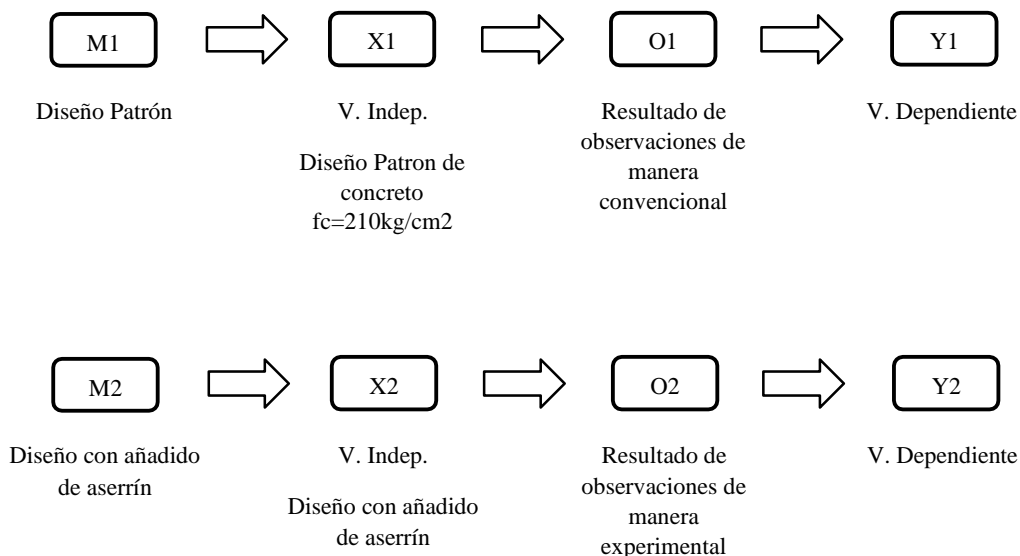 M1
X1
O1
Y1
Diseño Patrón
V. Indep.
Diseño Patron de
concreto
fc=210kg/cm2
Resultado de
observaciones de
manera
convencional
V. Dependiente
M2
X2
O2
Y2
Diseño con añadido
de aserrín
V. Indep.
Diseño con añadido
de aserrín
Resultado de
observaciones de
manera
experimental
V. Dependiente